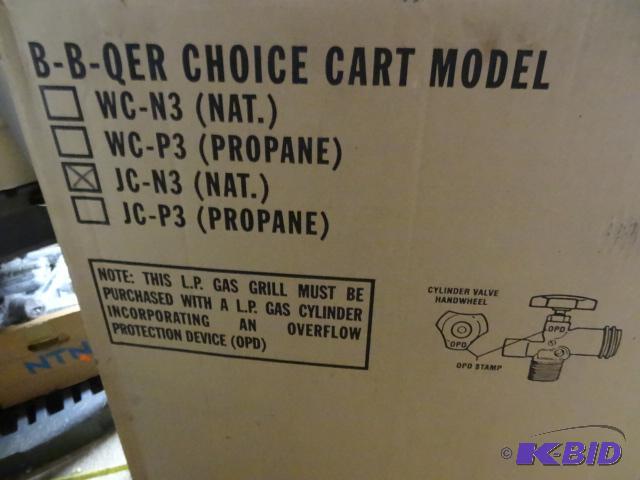 B-B-QER CHOICE CART MODEL
WC-N3 (NAT.)
WC-P3 (PROPANE)
JC-N3 (NAT.)
JC-P3 (PROPANE)
NOTE: THIS L.P. GAS GRILL MUST BE
PURCHASED WITH A L.P. GAS CYLINDER
INCORPORATING AN OVERFLOW
PROTECTION DEVICE (OPD)
CYLINDER VALVE
HANDWHEEL
OPD
OPD
OPD STAMP
NTN
© K-BID